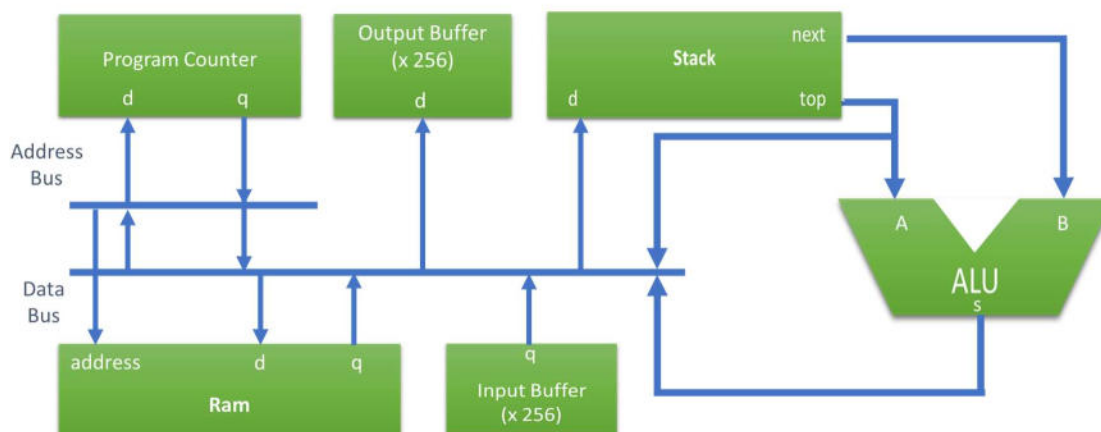 Program Counter
d
q
Output Buffer
(x 256)
d
Stack
next
top
d
Address
Bus
Data
Bus
A
B
ALU
s
address
d
q
Ram
q
Input Buffer
(x 256)